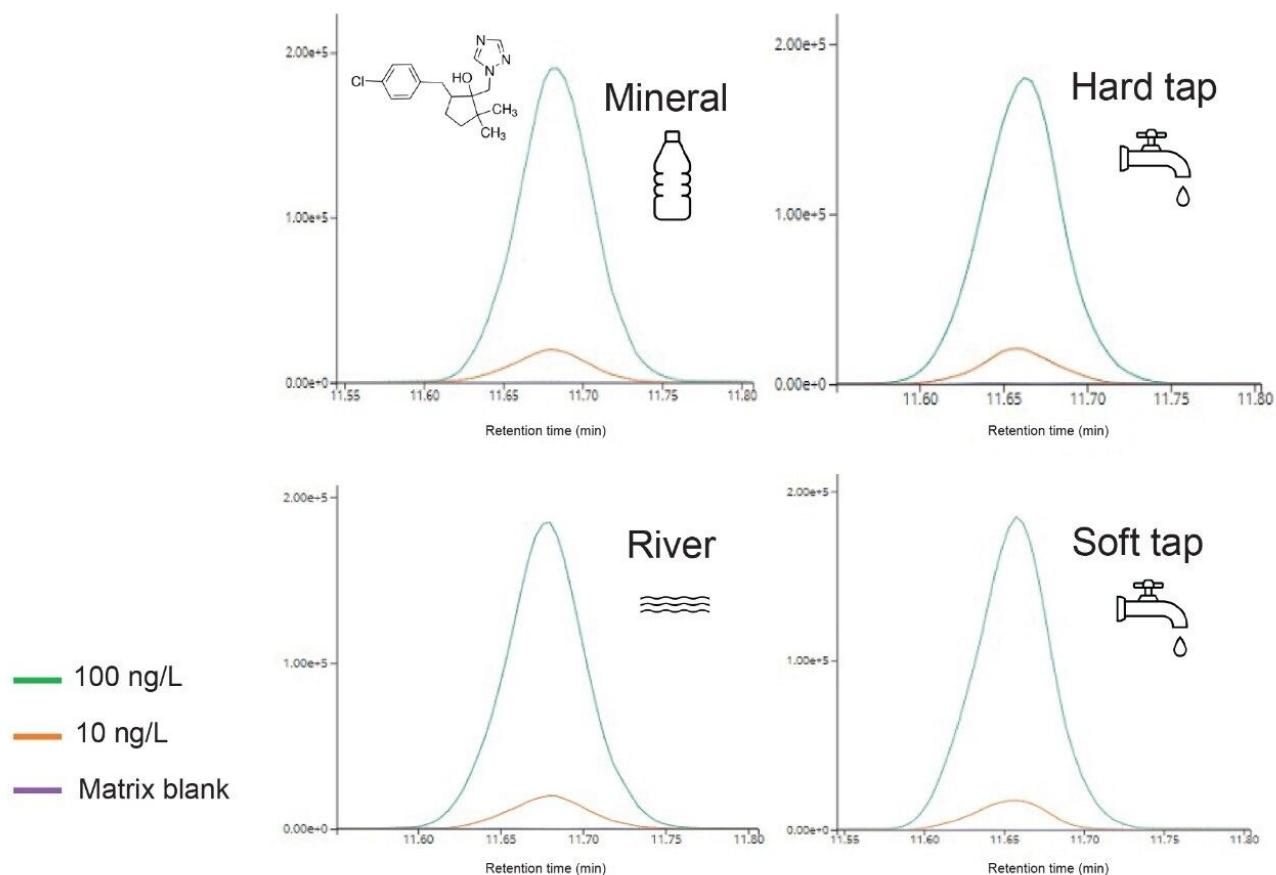 2.00e+5
1.00e+5
0.00e+0
11.55 11.60 11.65 11.70 11.75 11.80
Retention time (min)
Cl
HO
N
N
N
CH3
CH3
Mineral
2.00e+5
1.00e+5
0.00e+0
11.60 11.65 11.70 11.75 11.80
Retention time (min)
Hard tap
2.00e+5
1.00e+5
0.00e+0
11.60 11.65 11.70 11.75 11.80
Retention time (min)
River
2.00e+5
1.00e+5
0.00e+0
11.55 11.60 11.65 11.70 11.75 11.80
Retention time (min)
Soft tap
100 ng/L
10 ng/L
Matrix blank